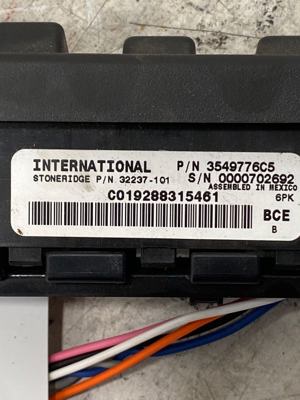 INTERNATIONAL P/N 3549776C5
STONERIDGE P/N 32237-101 S/N 0000702692
ASSEMBLED IN MEXICO
C019288315461 6PK
BCE
B